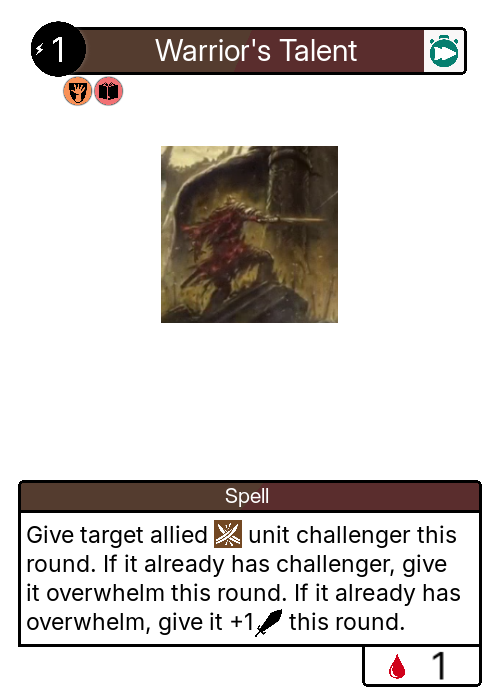 1 Warrior's Talent
Spell
Give target allied unit challenger this
round. If it already has challenger, give
it overwhelm this round. If it already has
overwhelm, give it +1 this round.
1